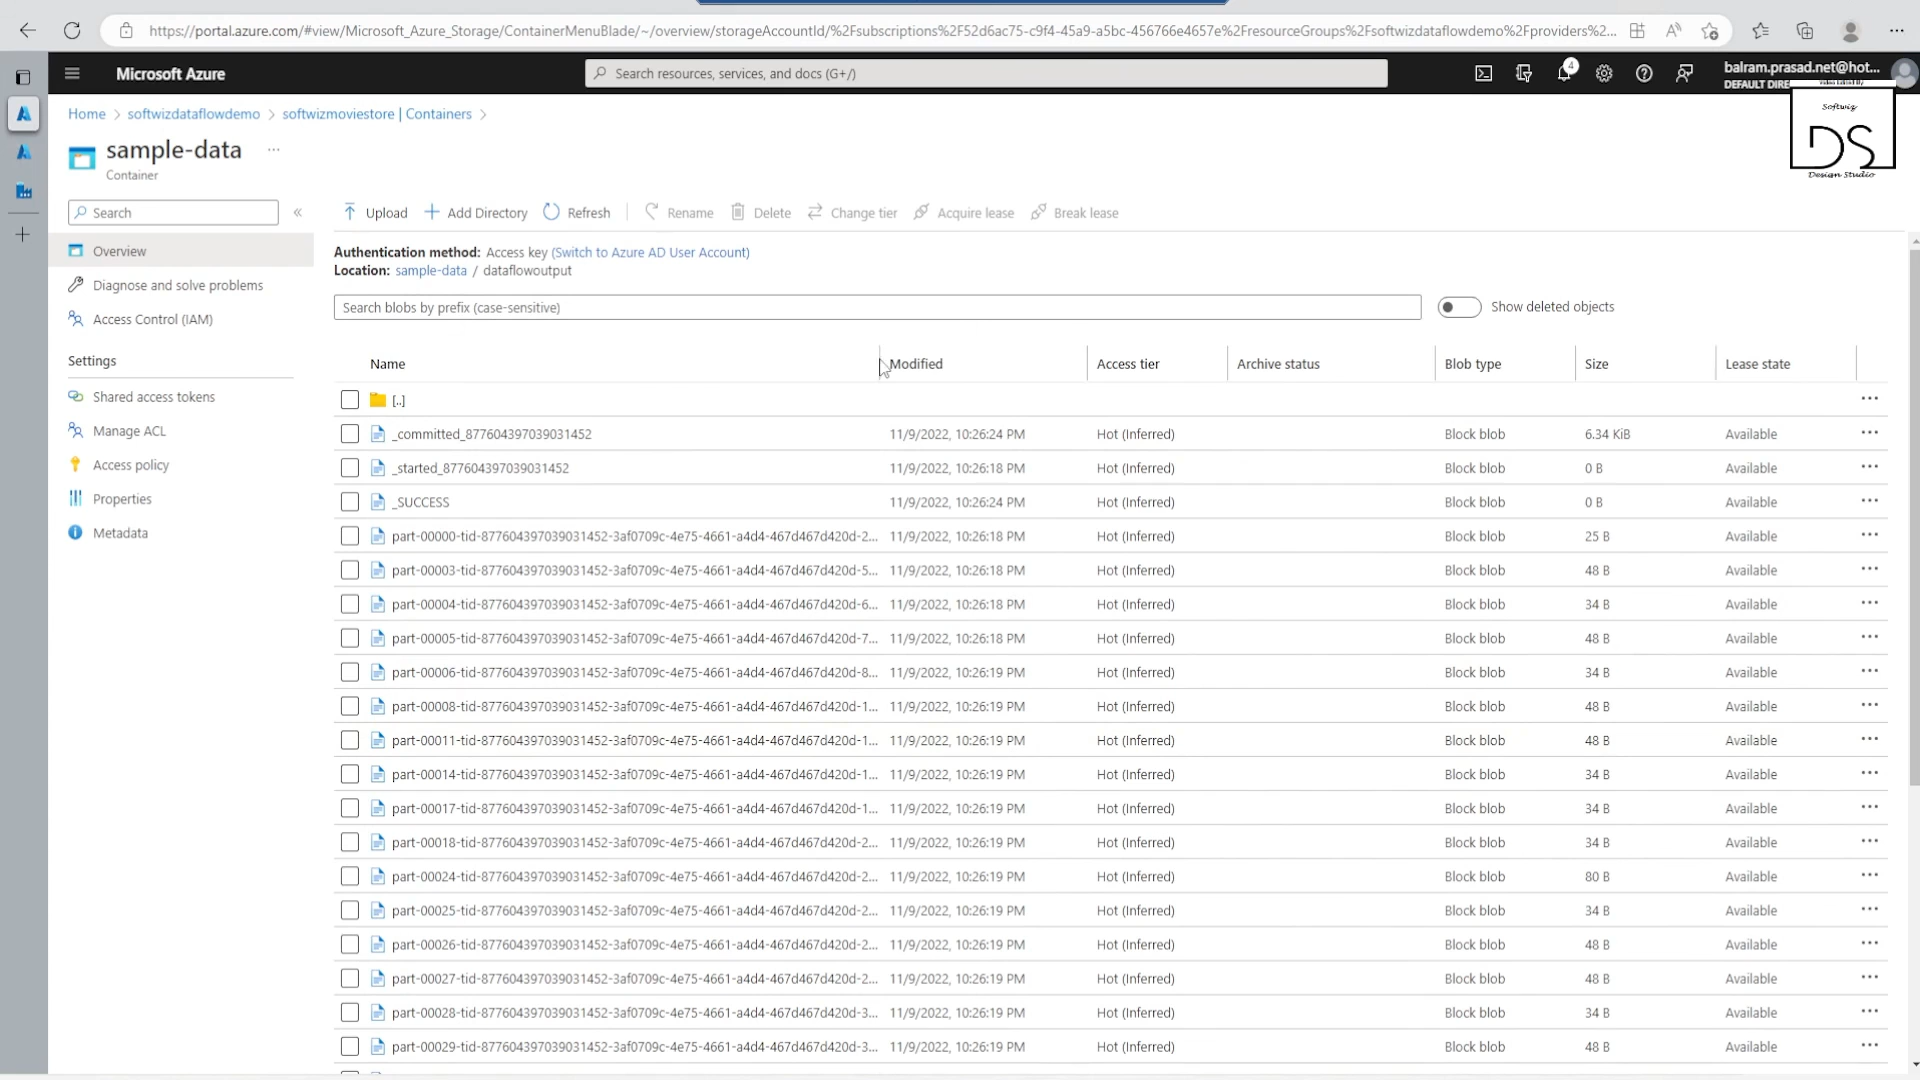 https://portal.azure.com/#view/Microsoft_Azure_Storage/ContainerMenuBlade/~/overview/storageAccountId/%2Fsubscriptions%2F52d6ac75-c9f4-45a9-a5bc-456766e4657e%2FresourceGroups%2Fsoftwizdataflowdemo%2Fproviders%2...
Microsoft Azure
Search resources, services, and docs (G+/)
4
balram.prasad.net@hot...
DEFAULT DIRE
Softwiz
DS
Design Studio
Home > softwizdataflowdemo > softwizmoviestore | Containers >
sample-data ...
Container
Search «
Upload Add Directory Refresh Rename Delete Change tier Acquire lease Break lease
Overview
Diagnose and solve problems
Access Control (IAM)
Settings
Shared access tokens
Manage ACL
Access policy
Properties
Metadata
Authentication method: Access key (Switch to Azure AD User Account)
Location: sample-data / dataflowoutput
Search blobs by prefix (case-sensitive)
Show deleted objects
Name Modified Access tier Archive status Blob type Size Lease state
[..] ...
_committed_877604397039031452 11/9/2022, 10:26:24 PM Hot (Inferred) Block blob 6.34 KiB Available ...
_started_877604397039031452 11/9/2022, 10:26:18 PM Hot (Inferred) Block blob 0 B Available ...
_SUCCESS 11/9/2022, 10:26:24 PM Hot (Inferred) Block blob 0 B Available ...
part-00000-tid-877604397039031452-3af0709c-4e75-4661-a4d4-467d467d420d-2... 11/9/2022, 10:26:18 PM Hot (Inferred) Block blob 25 B Available ...
part-00003-tid-877604397039031452-3af0709c-4e75-4661-a4d4-467d467d420d-5... 11/9/2022, 10:26:18 PM Hot (Inferred) Block blob 48 B Available ...
part-00004-tid-877604397039031452-3af0709c-4e75-4661-a4d4-467d467d420d-6... 11/9/2022, 10:26:18 PM Hot (Inferred) Block blob 34 B Available ...
part-00005-tid-877604397039031452-3af0709c-4e75-4661-a4d4-467d467d420d-7... 11/9/2022, 10:26:18 PM Hot (Inferred) Block blob 48 B Available ...
part-00006-tid-877604397039031452-3af0709c-4e75-4661-a4d4-467d467d420d-8... 11/9/2022, 10:26:19 PM Hot (Inferred) Block blob 34 B Available ...
part-00008-tid-877604397039031452-3af0709c-4e75-4661-a4d4-467d467d420d-1... 11/9/2022, 10:26:19 PM Hot (Inferred) Block blob 48 B Available ...
part-00011-tid-877604397039031452-3af0709c-4e75-4661-a4d4-467d467d420d-1... 11/9/2022, 10:26:19 PM Hot (Inferred) Block blob 48 B Available ...
part-00014-tid-877604397039031452-3af0709c-4e75-4661-a4d4-467d467d420d-1... 11/9/2022, 10:26:19 PM Hot (Inferred) Block blob 34 B Available ...
part-00017-tid-877604397039031452-3af0709c-4e75-4661-a4d4-467d467d420d-1... 11/9/2022, 10:26:19 PM Hot (Inferred) Block blob 34 B Available ...
part-00018-tid-877604397039031452-3af0709c-4e75-4661-a4d4-467d467d420d-2... 11/9/2022, 10:26:19 PM Hot (Inferred) Block blob 34 B Available ...
part-00024-tid-877604397039031452-3af0709c-4e75-4661-a4d4-467d467d420d-2... 11/9/2022, 10:26:19 PM Hot (Inferred) Block blob 80 B Available ...
part-00025-tid-877604397039031452-3af0709c-4e75-4661-a4d4-467d467d420d-2... 11/9/2022, 10:26:19 PM Hot (Inferred) Block blob 34 B Available ...
part-00026-tid-877604397039031452-3af0709c-4e75-4661-a4d4-467d467d420d-2... 11/9/2022, 10:26:19 PM Hot (Inferred) Block blob 48 B Available ...
part-00027-tid-877604397039031452-3af0709c-4e75-4661-a4d4-467d467d420d-2... 11/9/2022, 10:26:19 PM Hot (Inferred) Block blob 48 B Available ...
part-00028-tid-877604397039031452-3af0709c-4e75-4661-a4d4-467d467d420d-3... 11/9/2022, 10:26:19 PM Hot (Inferred) Block blob 34 B Available ...
part-00029-tid-877604397039031452-3af0709c-4e75-4661-a4d4-467d467d420d-3... 11/9/2022, 10:26:19 PM Hot (Inferred) Block blob 48 B Available ...